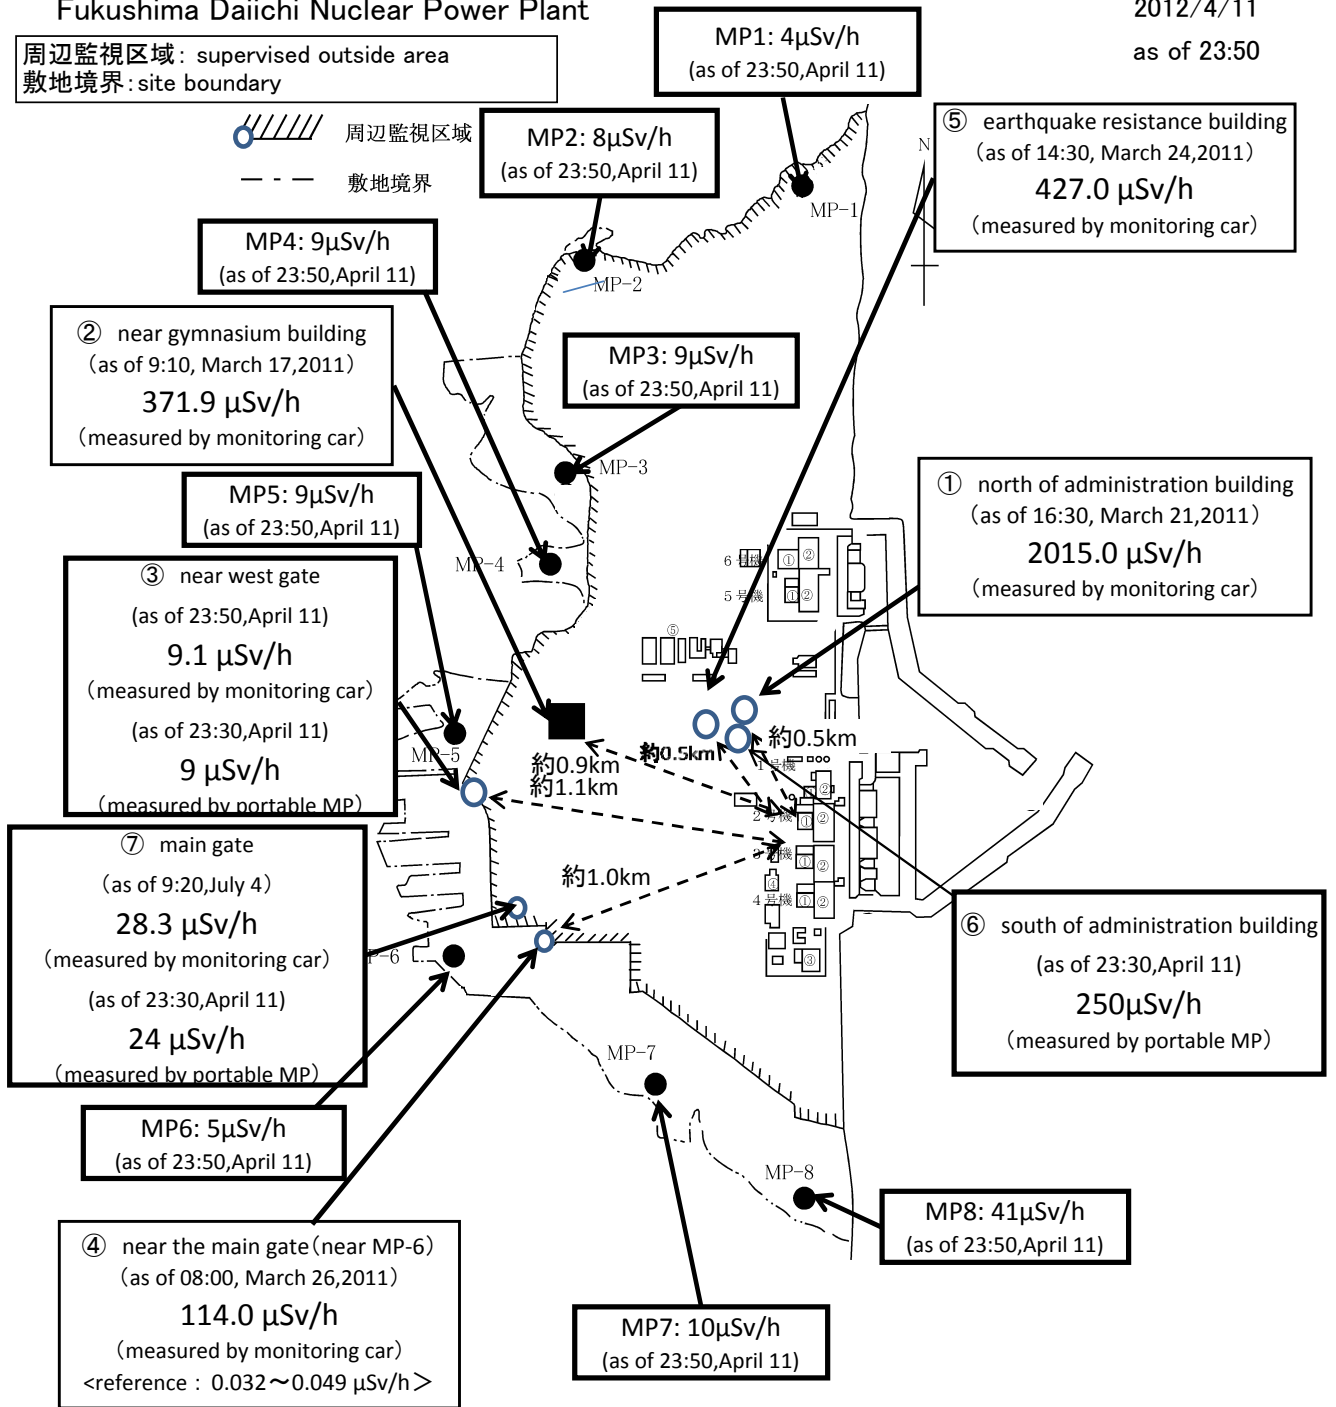 Fukushima Daiichi Nuclear Power Plant
2012/4/11
as of 23:50
周辺監視区域: supervised outside area
敷地境界:site boundary
周辺監視区域
敷地境界
MP1: 4μSv/h
(as of 23:50,April 11)
MP2: 8μSv/h
(as of 23:50,April 11)
⑤ earthquake resistance building
(as of 14:30, March 24,2011)
427.0 μSv/h
(measured by monitoring car)
N
MP-1
MP4: 9μSv/h
(as of 23:50,April 11)
MP-2
② near gymnasium building
(as of 9:10, March 17,2011)
371.9 μSv/h
(measured by monitoring car)
MP3: 9μSv/h
(as of 23:50,April 11)
MP-3
MP5: 9μSv/h
(as of 23:50,April 11)
① north of administration building
(as of 16:30, March 21,2011)
2015.0 μSv/h
(measured by monitoring car)
MP-4
6号機
① ②
5号機
① ②
⑤
③ near west gate
(as of 23:50,April 11)
9.1 μSv/h
(measured by monitoring car)
(as of 23:30,April 11)
9 μSv/h
(measured by portable MP)
MP-5
約0.9km
約1.1km
約0.5km
約0.5km
1号機
②
2号機
① ②
3号機
① ②
④
4号機
① ②
③
約1.0km
⑦ main gate
(as of 9:20,July 4)
28.3 μSv/h
(measured by monitoring car)
(as of 23:30,April 11)
24 μSv/h
(measured by portable MP)
P-6
⑥ south of administration building
(as of 23:30,April 11)
250μSv/h
(measured by portable MP)
MP-7
MP6: 5μSv/h
(as of 23:50,April 11)
MP-8
MP8: 41μSv/h
(as of 23:50,April 11)
④ near the main gate(near MP-6)
(as of 08:00, March 26,2011)
114.0 μSv/h
(measured by monitoring car)
<reference : 0.032～0.049 μSv/h>
MP7: 10μSv/h
(as of 23:50,April 11)